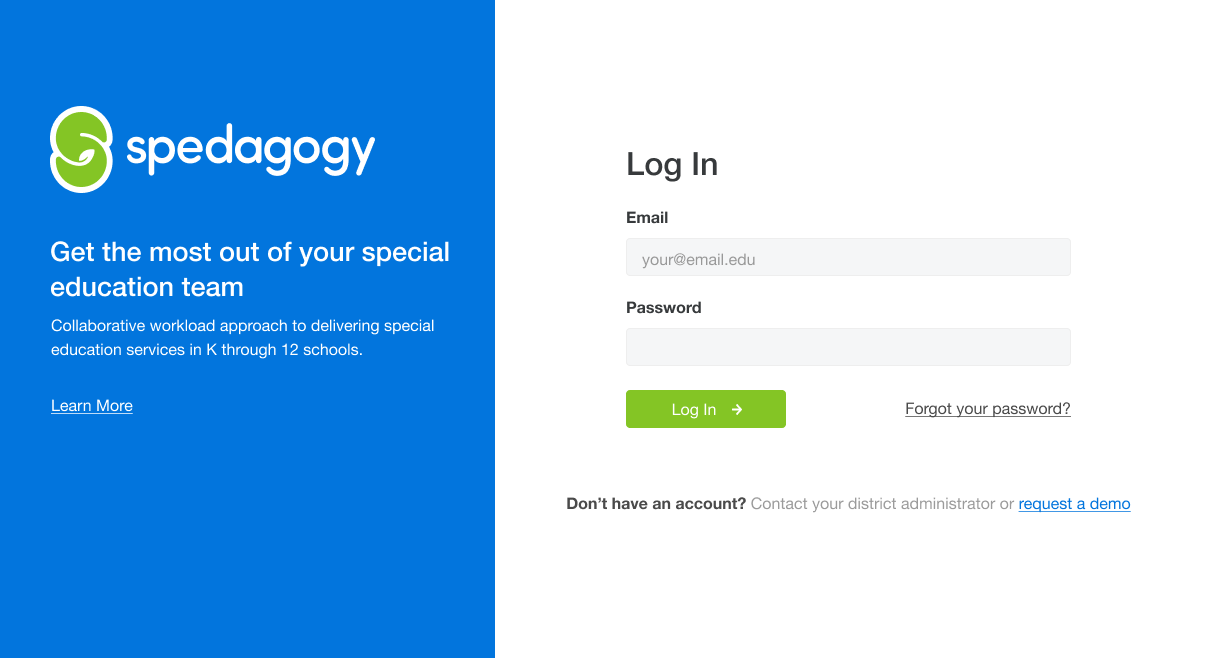 spedagogy
Get the most out of your special
education team
Collaborative workload approach to delivering special
education services in K through 12 schools.
Learn More
Log In
Email
your@email.edu
Password
Log In
Forgot your password?
Don’t have an account? Contact your district administrator or request a demo